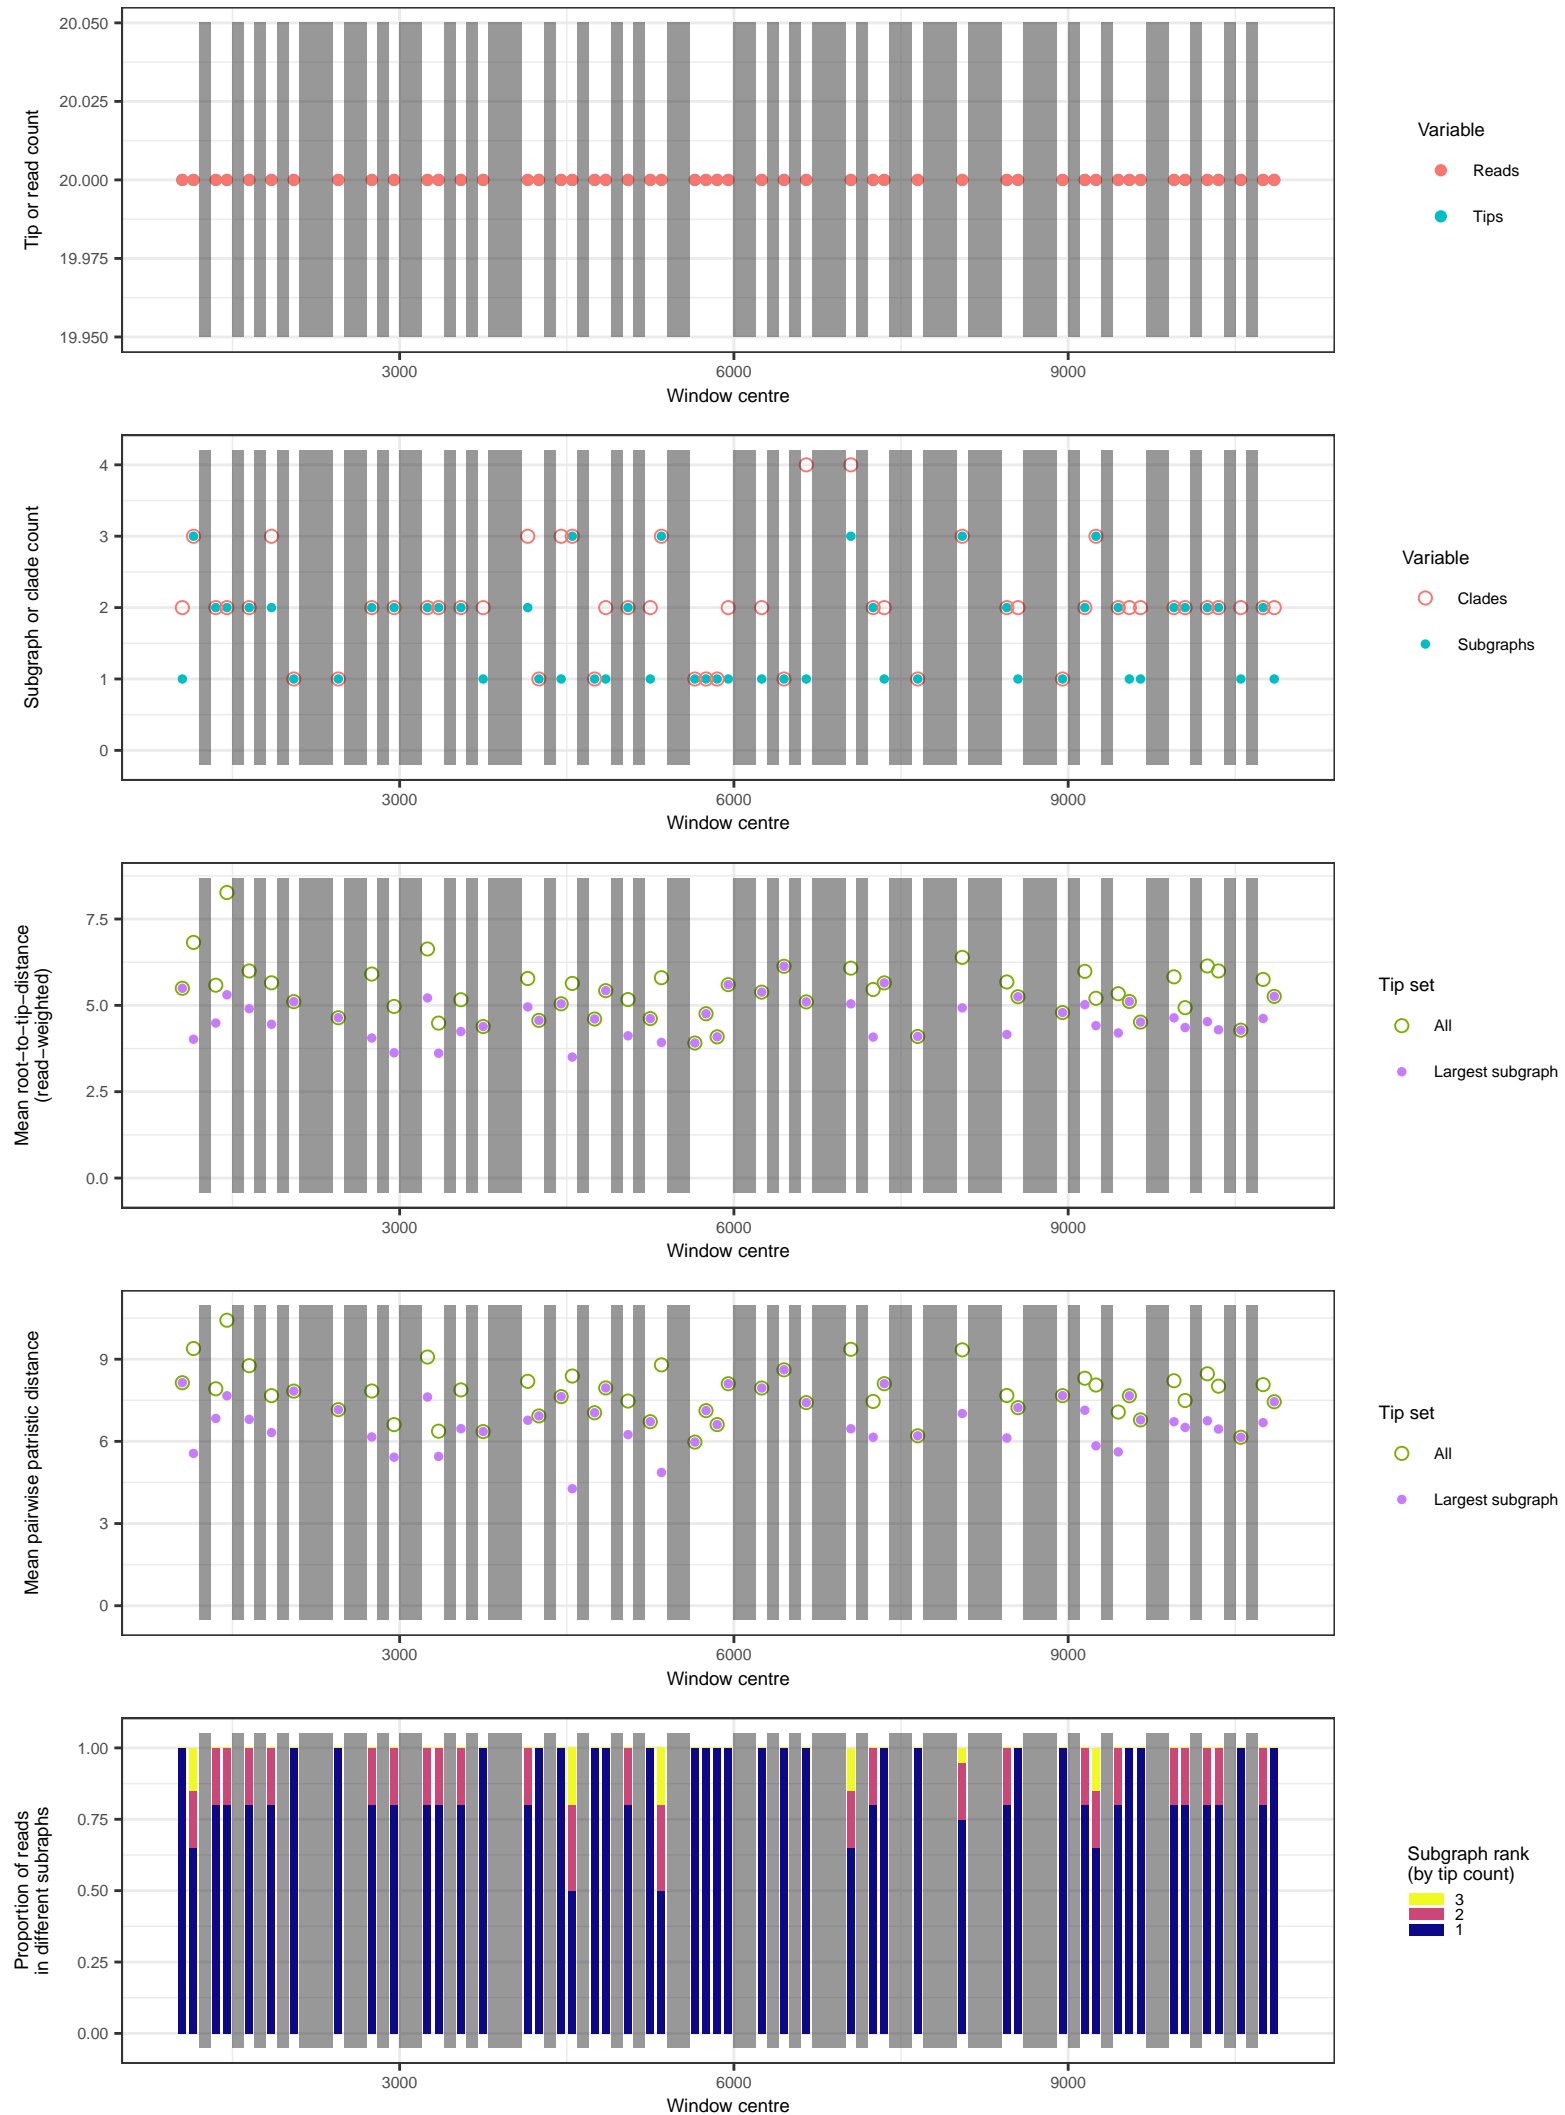 20.050
20.025
20.000
19.975
19.950
Tip or read count
3000
6000
9000
Window centre
Variable
Reads
Tips
4
3
2
1
0
Subgraph or clade count
3000
6000
9000
Window centre
Variable
Clades
Subgraphs
7.5
5.0
2.5
0.0
Mean root−to−tip−distance
(read−weighted)
3000
6000
9000
Window centre
Tip set
All
Largest subgraph
9
6
3
0
Mean pairwise patristic distance
3000
6000
9000
Window centre
Tip set
All
Largest subgraph
1.00
0.75
0.50
0.25
0.00
Proportion of reads
in different subraphs
3000
6000
9000
Window centre
Subgraph rank
(by tip count)
3
2
1